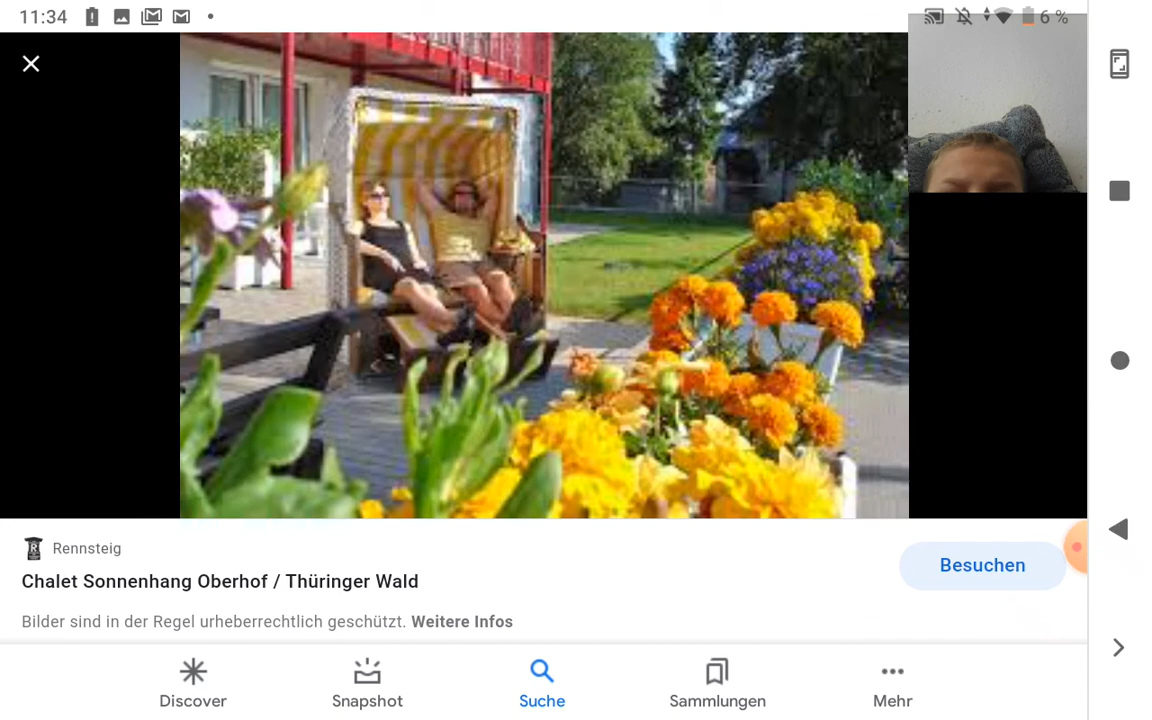 11:34
6 %
Rennsteig
Chalet Sonnenhang Oberhof / Thüringer Wald
Besuchen
Bilder sind in der Regel urheberrechtlich geschützt. Weitere Infos
Discover
Snapshot
Suche
Sammlungen
Mehr